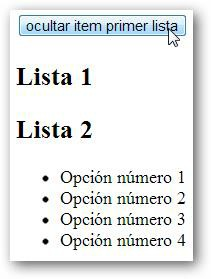 ocultar item primer lista
Lista 1
Lista 2
Opción número 1
Opción número 2
Opción número 3
Opción número 4